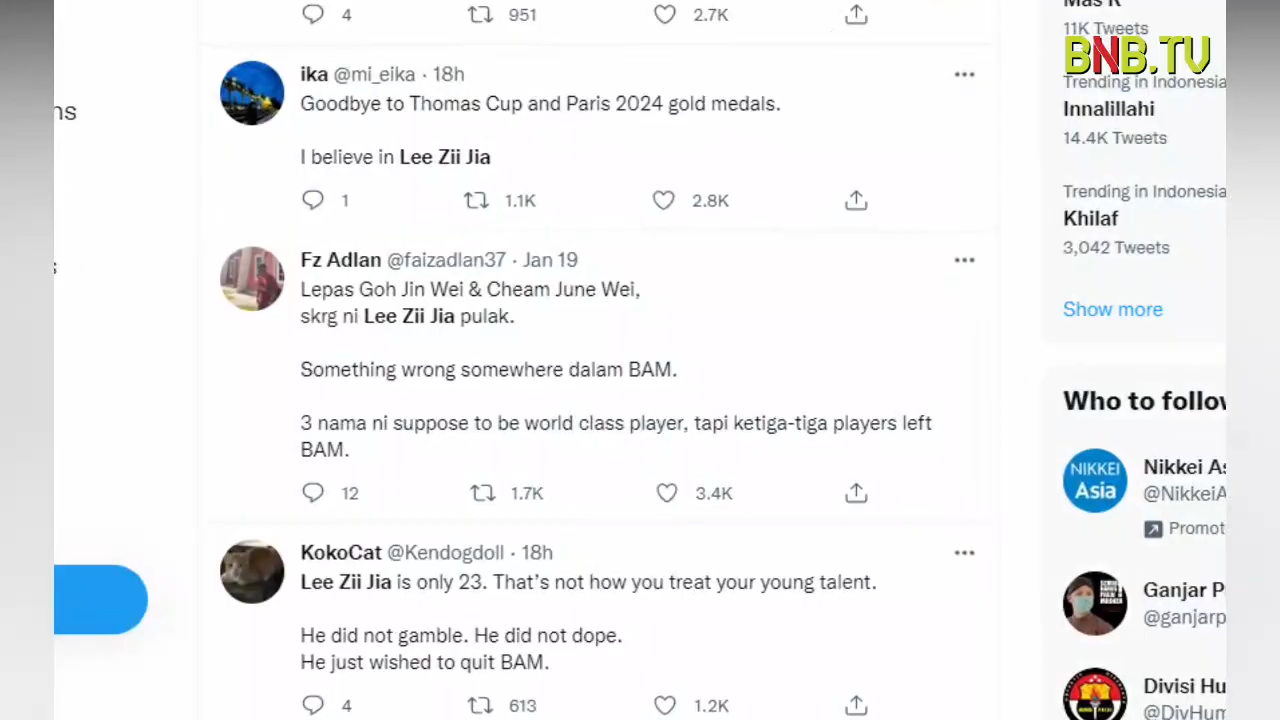 4 951 2.7K
Mas R
11K Tweets
BNB.TV
ika @mi_eika · 18h
Goodbye to Thomas Cup and Paris 2024 gold medals.
I believe in Lee Zii Jia
1 1.1K 2.8K
Fz Adlan @faizadlan37 · Jan 19
Lepas Goh Jin Wei & Cheam June Wei,
skrg ni Lee Zii Jia pulak.
Something wrong somewhere dalam BAM.
3 nama ni suppose to be world class player, tapi ketiga-tiga players left
BAM.
12 1.7K 3.4K
KokoCat @Kendogdoll · 18h
Lee Zii Jia is only 23. That's not how you treat your young talent.
He did not gamble. He did not dope.
He just wished to quit BAM.
4 613 1.2K
ns
s
Trending in Indonesia
Innalillahi
14.4K Tweets
Trending in Indonesia
Khilaf
3,042 Tweets
Show more
Who to follow
NIKKEI
Asia
Nikkei As
@NikkeiA
Promot
Ganjar P
@ganjarp
Divisi Hu
@DivHum